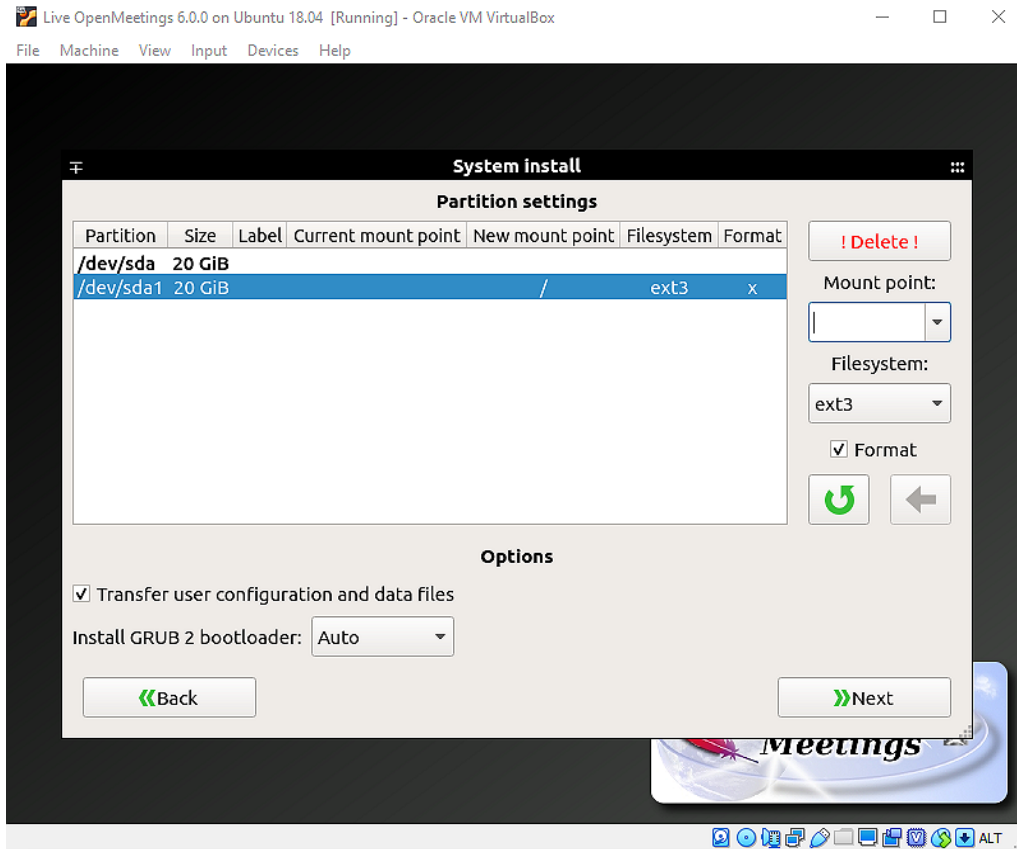 Live OpenMeetings 6.0.0 on Ubuntu 18.04 [Running] - Oracle VM VirtualBox
File Machine View Input Devices Help
System install
Partition settings
Partition Size Label Current mount point New mount point Filesystem Format
/dev/sda 20 GiB
/dev/sda1 20 GiB / ext3 x
! Delete !
Mount point:
Filesystem:
ext3
Format
Options
Transfer user configuration and data files
Install GRUB 2 bootloader: Auto
Back
Next
Meetings
ALT